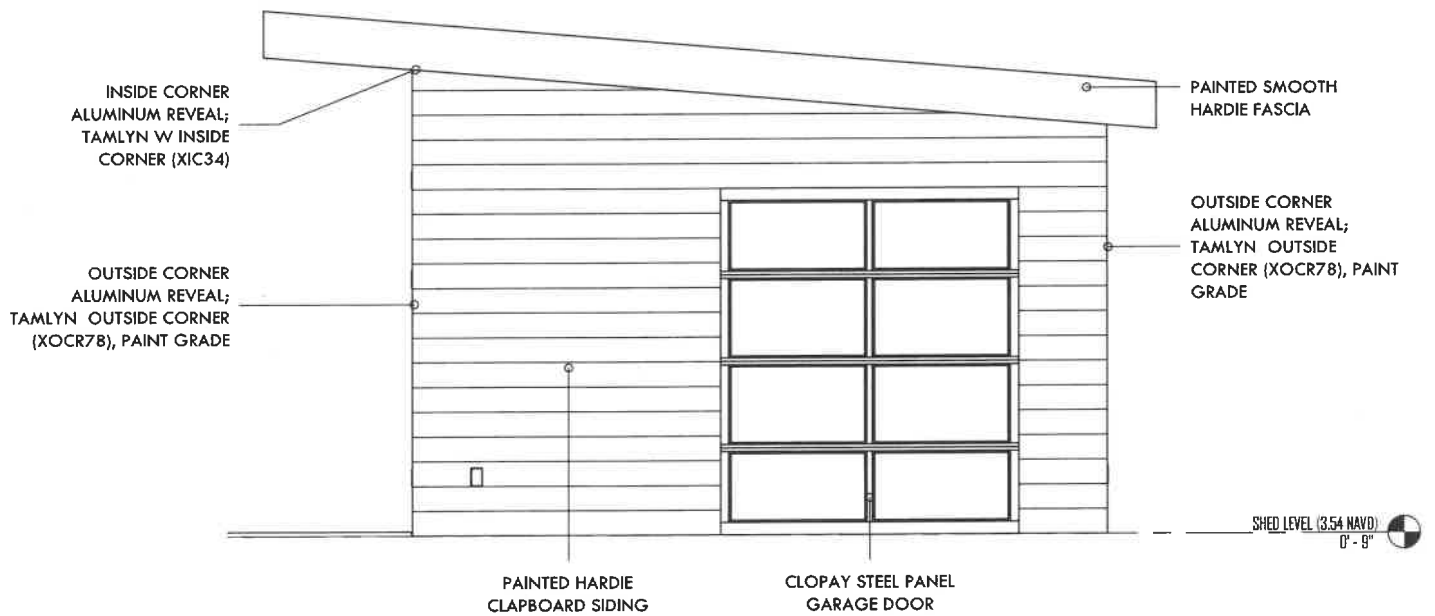 INSIDE CORNER
ALUMINUM REVEAL;
TAMLYN W INSIDE
CORNER (XIC34)
PAINTED SMOOTH
HARDIE FASCIA
OUTSIDE CORNER
ALUMINUM REVEAL;
TAMLYN OUTSIDE
CORNER (XOCR78), PAINT
GRADE
OUTSIDE CORNER
ALUMINUM REVEAL;
TAMLYN OUTSIDE CORNER
(XOCR78), PAINT GRADE
SHED LEVEL (3.54 NAVD)
0' - 9"
PAINTED HARDIE
CLAPBOARD SIDING
CLOPAY STEEL PANEL
GARAGE DOOR